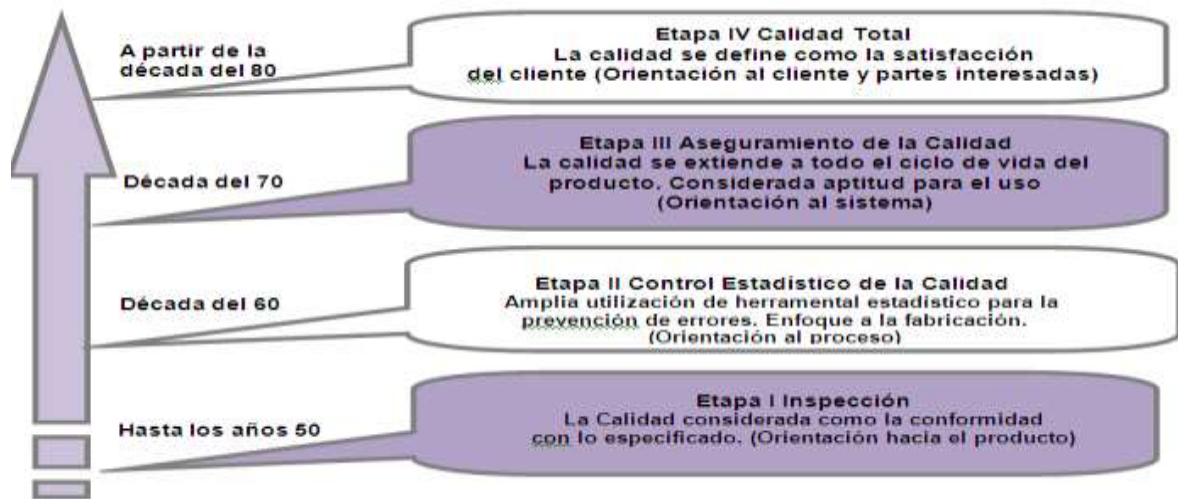 A partir de la
década del 80
Etapa IV Calidad Total
La calidad se define como la satisfacción
del cliente (Orientación al cliente y partes interesadas)
Década del 70
Etapa III Aseguramiento de la Calidad
La calidad se extiende a todo el ciclo de vida del
producto. Considerada aptitud para el uso
(Orientación al sistema)
Década del 60
Etapa II Control Estadístico de la Calidad
Amplia utilización de herramental estadístico para la
prevención de errores. Enfoque a la fabricación.
(Orientación al proceso)
Hasta los años 50
Etapa I Inspección
La Calidad considerada como la conformidad
con lo especificado. (Orientación hacia el producto)